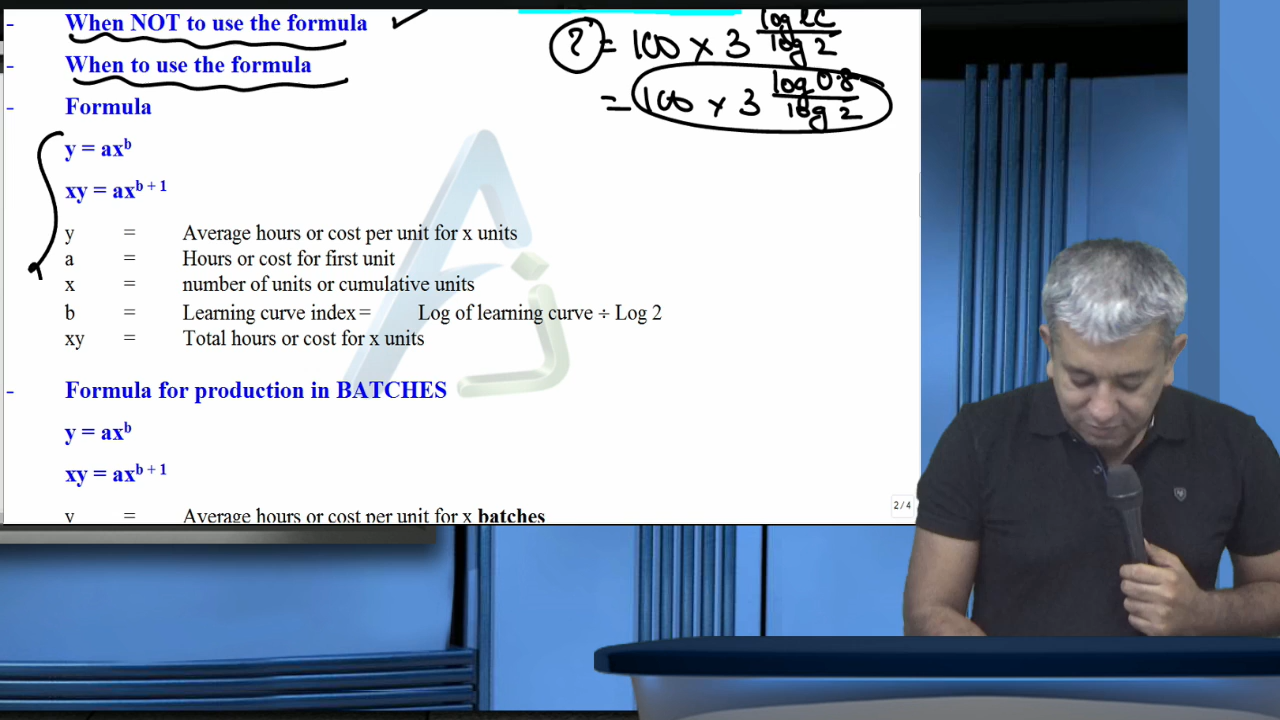 - When NOT to use the formula
- When to use the formula
- Formula
y = ax^b
xy = ax^(b + 1)
y = Average hours or cost per unit for x units
a = Hours or cost for first unit
x = number of units or cumulative units
b = Learning curve index = Log of learning curve ÷ Log 2
xy = Total hours or cost for x units
- Formula for production in BATCHES
y = ax^b
xy = ax^(b + 1)
y = Average hours or cost per unit for x batches
? = 100 × 3 log LC / log 2
= 100 × 3 log 0.8 / log 2
2 / 4